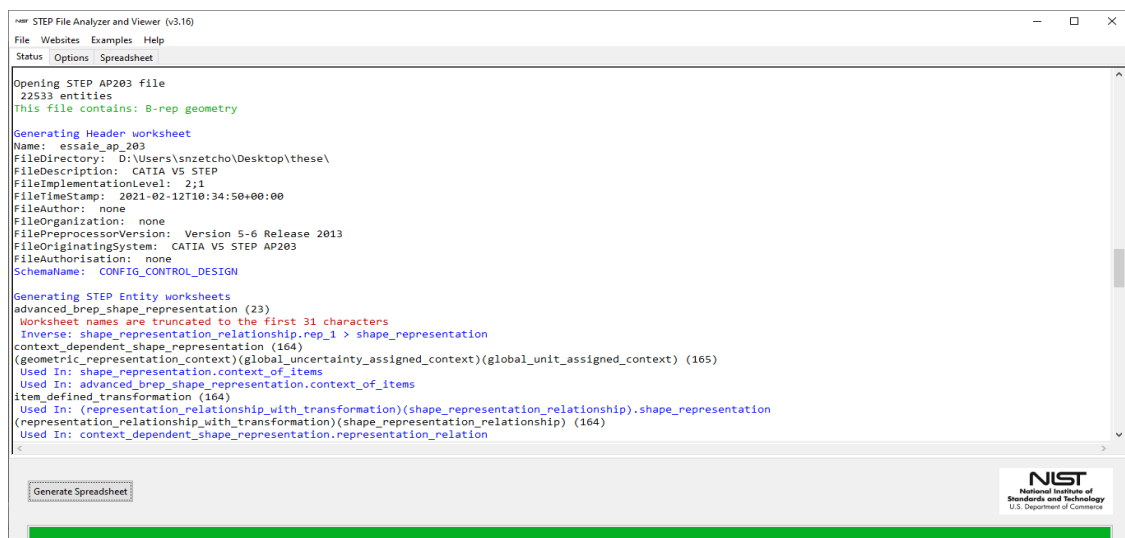 NIST STEP File Analyzer and Viewer (v3.16)
File Websites Examples Help
Status Options Spreadsheet
Opening STEP AP203 file
22533 entities
This file contains: B-rep geometry
Generating Header worksheet
Name: essaie_ap_203
FileDirectory: D:\Users\snzetcho\Desktop\these\
FileDescription: CATIA V5 STEP
FileImplementationLevel: 2;1
FileTimeStamp: 2021-02-12T10:34:50+00:00
FileAuthor: none
FileOrganization: none
FilePreprocessorVersion: Version 5-6 Release 2013
FileOriginatingSystem: CATIA V5 STEP AP203
FileAuthorisation: none
SchemaName: CONFIG_CONTROL_DESIGN
Generating STEP Entity worksheets
advanced_brep_shape_representation (23)
Worksheet names are truncated to the first 31 characters
Inverse: shape_representation_relationship.rep_1 > shape_representation
context_dependent_shape_representation (164)
(geometric_representation_context)(global_uncertainty_assigned_context)(global_unit_assigned_context) (165)
Used In: shape_representation.context_of_items
Used In: advanced_brep_shape_representation.context_of_items
item_defined_transformation (164)
Used In: (representation_relationship_with_transformation)(shape_representation_relationship).shape_representation
(representation_relationship_with_transformation)(shape_representation_relationship) (164)
Used In: context_dependent_shape_representation.representation_relation
Generate Spreadsheet
NIST
National Institute of
Standards and Technology
U.S. Department of Commerce